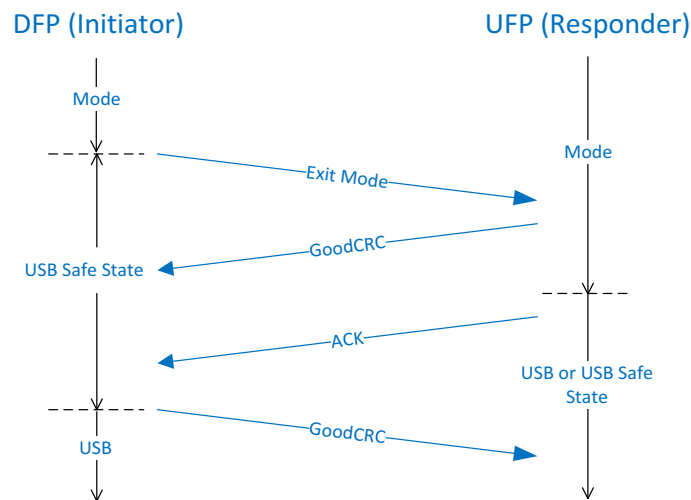 DFP (Initiator)
UFP (Responder)
Mode
Mode
Exit Mode
GoodCRC
USB Safe State
ACK
USB or USB Safe
State
GoodCRC
USB